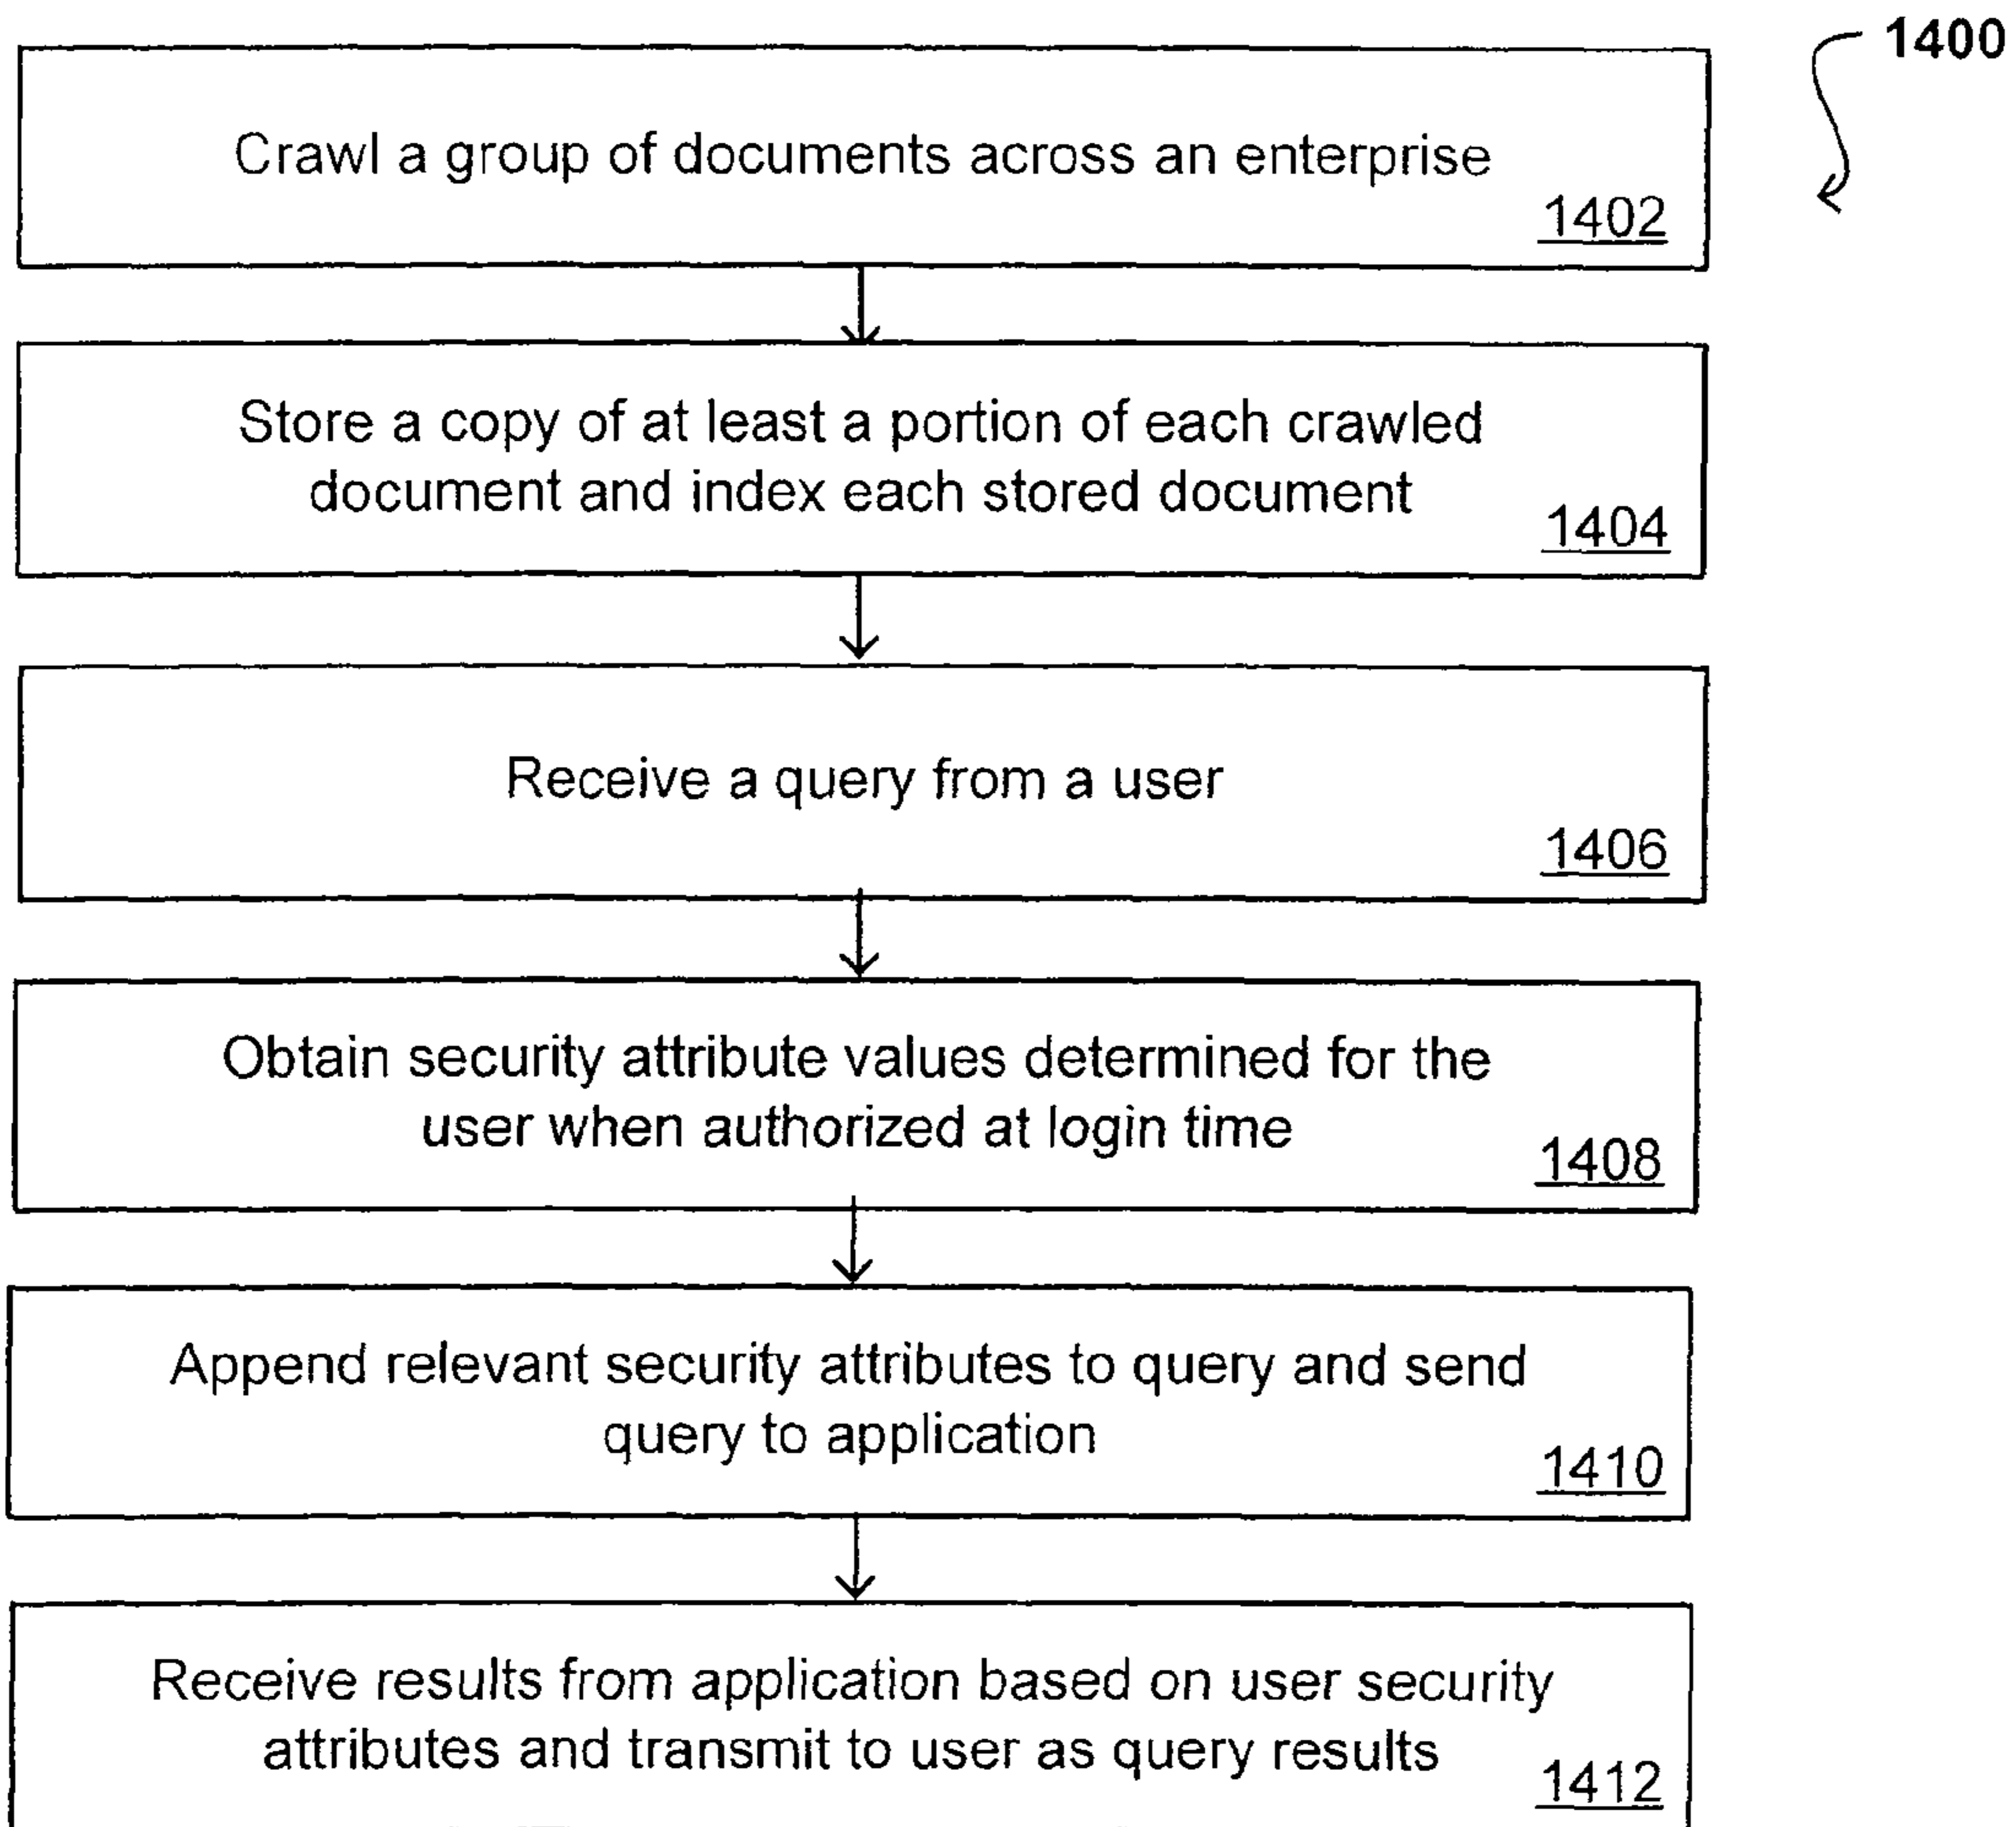 1400
Crawl a group of documents across an enterprise
1402
Store a copy of at least a portion of each crawled
document and index each stored document
1404
Receive a query from a user
1406
Obtain security attribute values determined for the
user when authorized at login time
1408
Append relevant security attributes to query and send
query to application
1410
Receive results from application based on user security
attributes and transmit to user as query results
1412